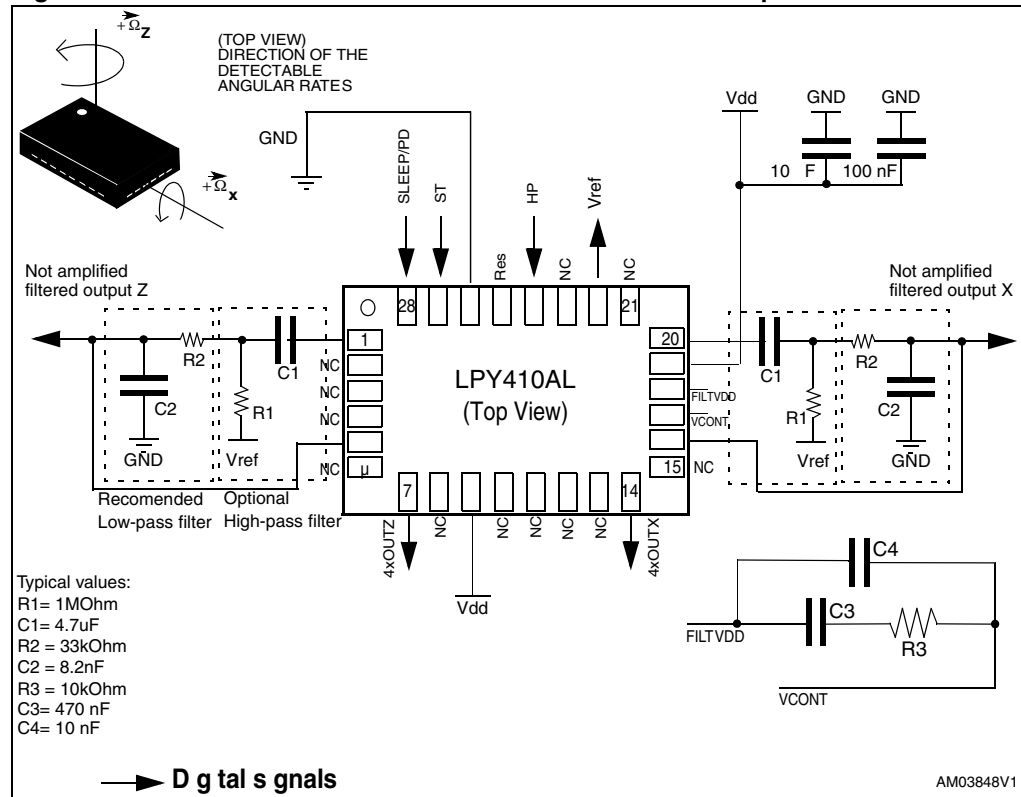 +Ω Z
(TOP VIEW)
DIRECTION OF THE
DETECTABLE
ANGULAR RATES
+Ω x
GND
SLEEP/PD
ST
Res
HP
NC
Vref
NC
Vdd
GND
GND
10 F
100 nF
Not amplified
filtered output Z
Not amplified
filtered output X
28
21
1
20
NC
NC
NC
NC
µ
R2
C1
C2
R1
GND
Vref
Recomended
Low-pass filter
Optional
High-pass filter
LPY410AL
(Top View)
FILTVDD
VCONT
15
NC
C1
R2
R1
C2
Vref
GND
7
14
4xOUTZ
NC
Vdd
NC
NC
NC
NC
4xOUTX
Typical values:
R1= 1MOhm
C1= 4.7uF
R2 = 33kOhm
C2 = 8.2nF
R3 = 10kOhm
C3= 470 nF
C4= 10 nF
C4
C3
R3
FILTVDD
VCONT
D g tal s gnals
AM03848V1